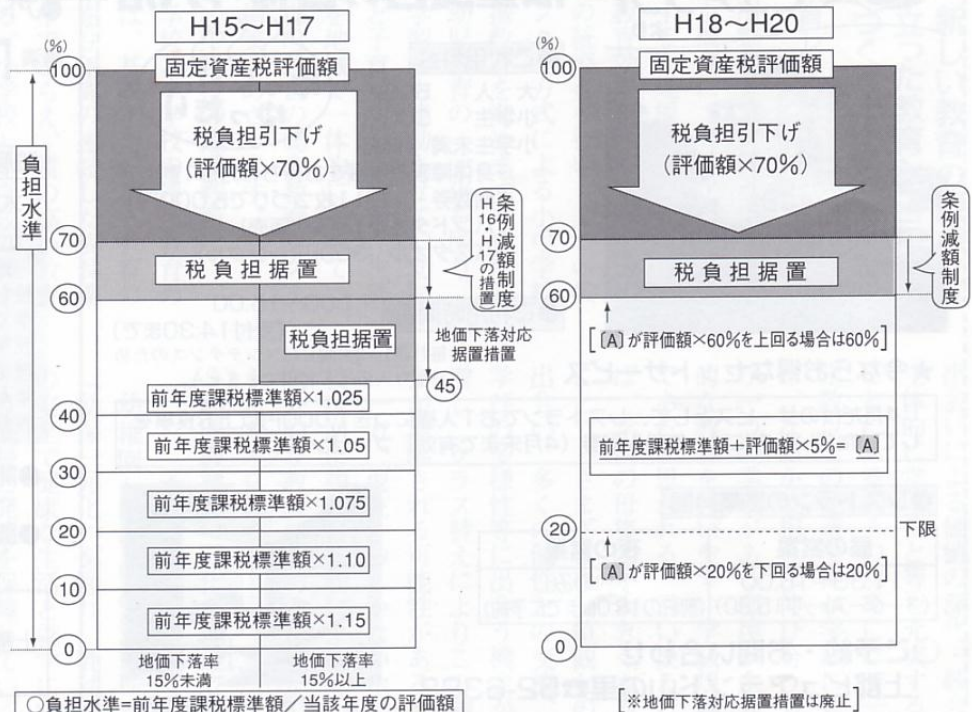 H15～H17
(%)
100
固定資産税評価額
税負担引下げ
(評価額×70%)
負担水準
70
税負担据置
60
条例減額制度
H16・H17の措置
税負担据置
地価下落対応
据置措置
45
前年度課税標準額×1.025
40
前年度課税標準額×1.05
30
前年度課税標準額×1.075
20
前年度課税標準額×1.10
10
前年度課税標準額×1.15
0
地価下落率
15%未満
地価下落率
15%以上
○負担水準=前年度課税標準額/当該年度の評価額
H18～H20
(%)
100
固定資産税評価額
税負担引下げ
(評価額×70%)
70
税負担据置
60
条例減額制度
[[A]が評価額×60%を上回る場合は60%]
前年度課税標準額+評価額×5%= [A]
20
下限
[[A]が評価額×20%を下回る場合は20%]
0
[※地価下落対応据置措置は廃止]